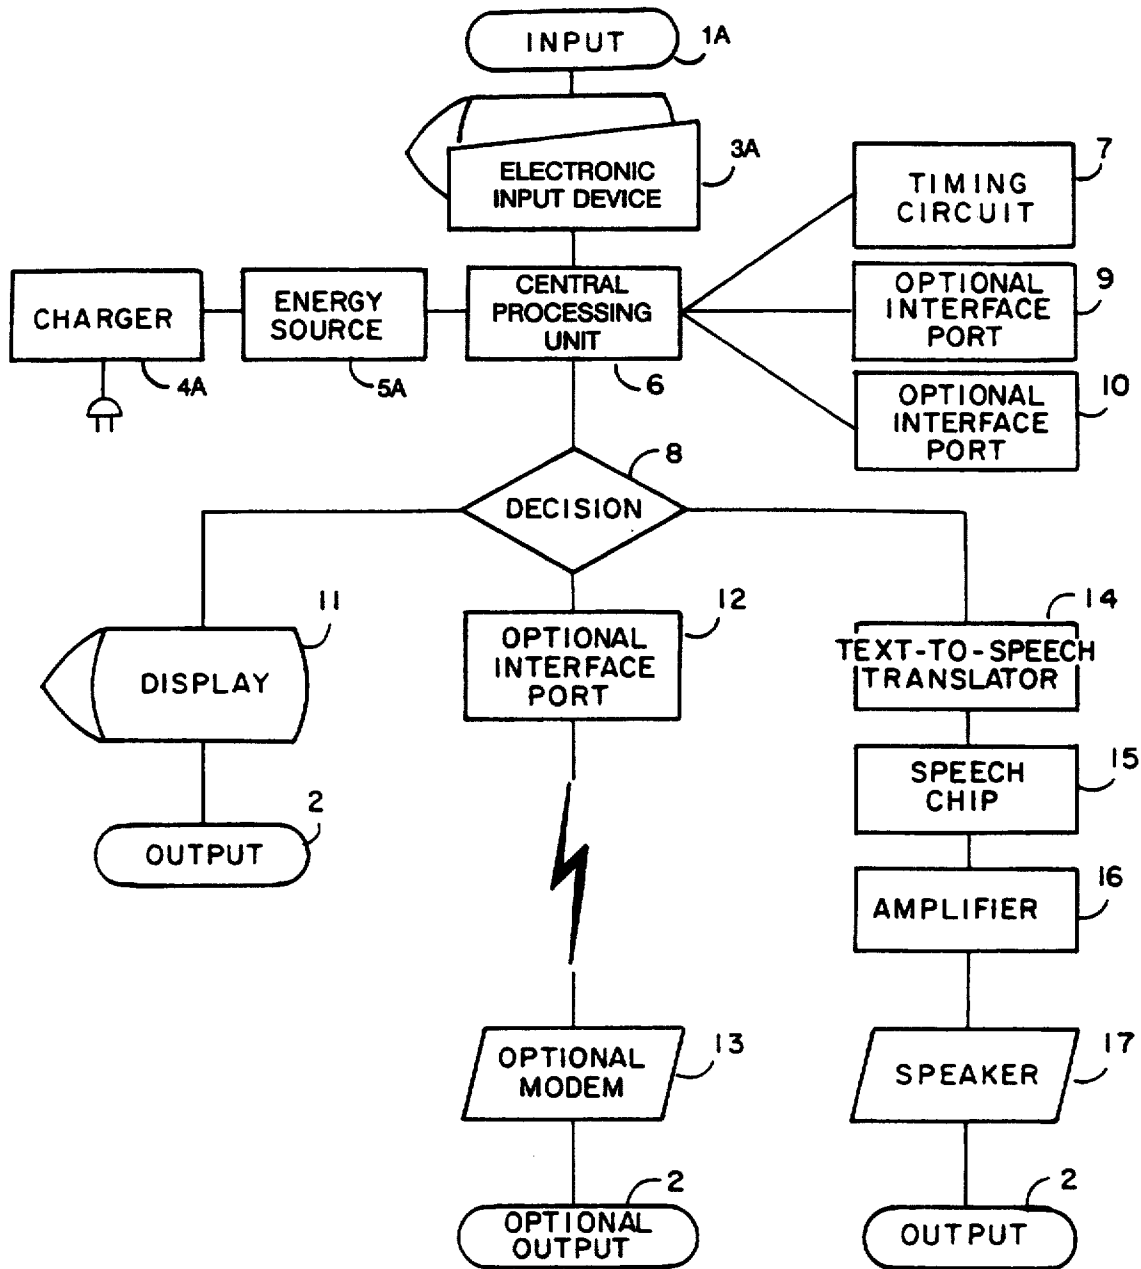 INPUT
1A
ELECTRONIC
INPUT DEVICE
3A
TIMING
CIRCUIT
7
CHARGER
4A
ENERGY
SOURCE
5A
CENTRAL
PROCESSING
UNIT
6
OPTIONAL
INTERFACE
PORT
9
OPTIONAL
INTERFACE
PORT
10
DECISION
8
DISPLAY
11
OPTIONAL
INTERFACE
PORT
12
TEXT-TO-SPEECH
TRANSLATOR
14
SPEECH
CHIP
15
OUTPUT
2
AMPLIFIER
16
OPTIONAL
MODEM
13
SPEAKER
17
OPTIONAL
OUTPUT
2
OUTPUT
2